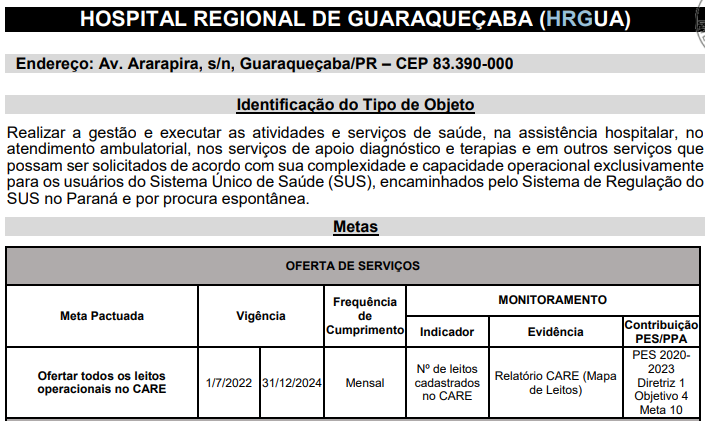 HOSPITAL REGIONAL DE GUARAQUEÇABA (HRGUA)
Endereço: Av. Ararapira, s/n, Guaraqueçaba/PR – CEP 83.390-000
Identificação do Tipo de Objeto
Realizar a gestão e executar as atividades e serviços de saúde, na assistência hospitalar, no
atendimento ambulatorial, nos serviços de apoio diagnóstico e terapias e em outros serviços que
possam ser solicitados de acordo com sua complexidade e capacidade operacional exclusivamente
para os usuários do Sistema Único de Saúde (SUS), encaminhados pelo Sistema de Regulação do
SUS no Paraná e por procura espontânea.
Metas
OFERTA DE SERVIÇOS
Meta Pactuada
Vigência
Frequência
de
Cumprimento
MONITORAMENTO
Indicador
Evidência
Contribuição
PES/PPA
Ofertar todos os leitos
operacionais no CARE
1/7/2022
31/12/2024
Mensal
Nº de leitos
cadastrados
no CARE
Relatório CARE (Mapa
de Leitos)
PES 2020-
2023
Diretriz 1
Objetivo 4
Meta 10